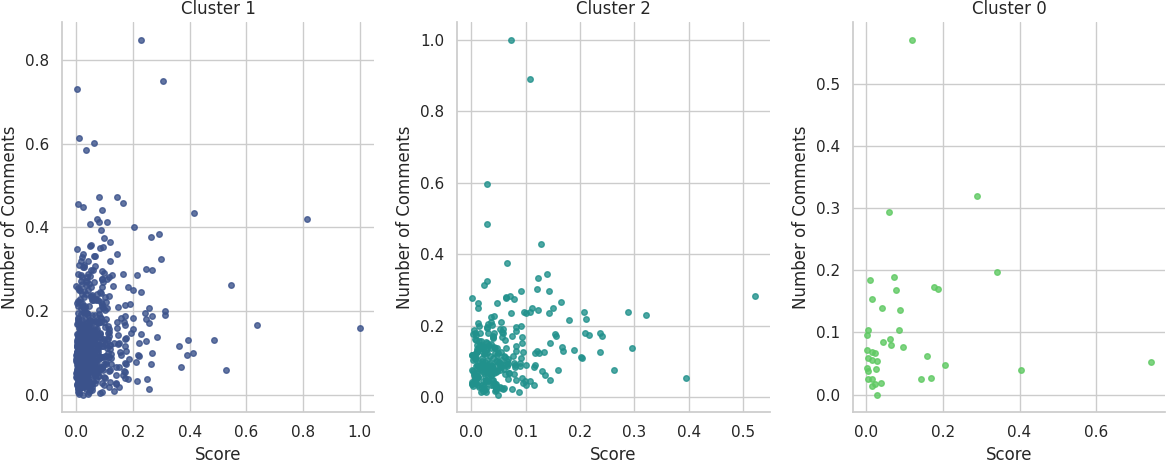 Cluster 1
Number of Comments
0.8
0.6
0.4
0.2
0.0
0.0 0.2 0.4 0.6 0.8 1.0
Score
Cluster 2
Number of Comments
1.0
0.8
0.6
0.4
0.2
0.0
0.0 0.1 0.2 0.3 0.4 0.5
Score
Cluster 0
Number of Comments
0.5
0.4
0.3
0.2
0.1
0.0
0.0 0.2 0.4 0.6
Score